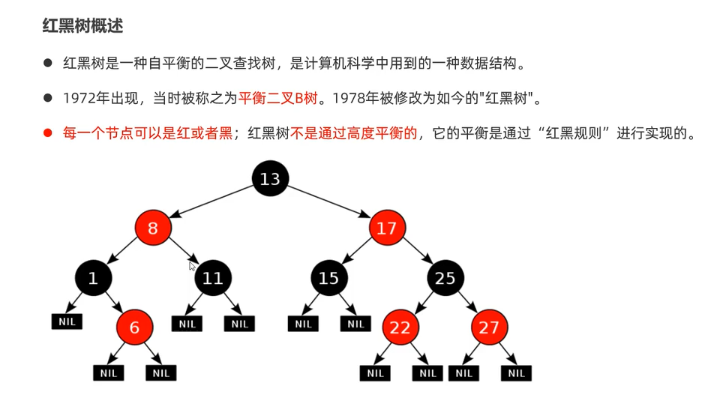 红黑树概述
● 红黑树是一种自平衡的二叉查找树，是计算机科学中用到的一种数据结构。
● 1972年出现，当时被称之为平衡二叉B树。1978年被修改为如今的"红黑树"。
● 每一个节点可以是红或者黑；红黑树不是通过高度平衡的，它的平衡是通过“红黑规则”进行实现的。
13
8 17
1 11 15 25
NIL 6 NIL NIL NIL NIL 22 27
NIL NIL NIL NIL NIL NIL